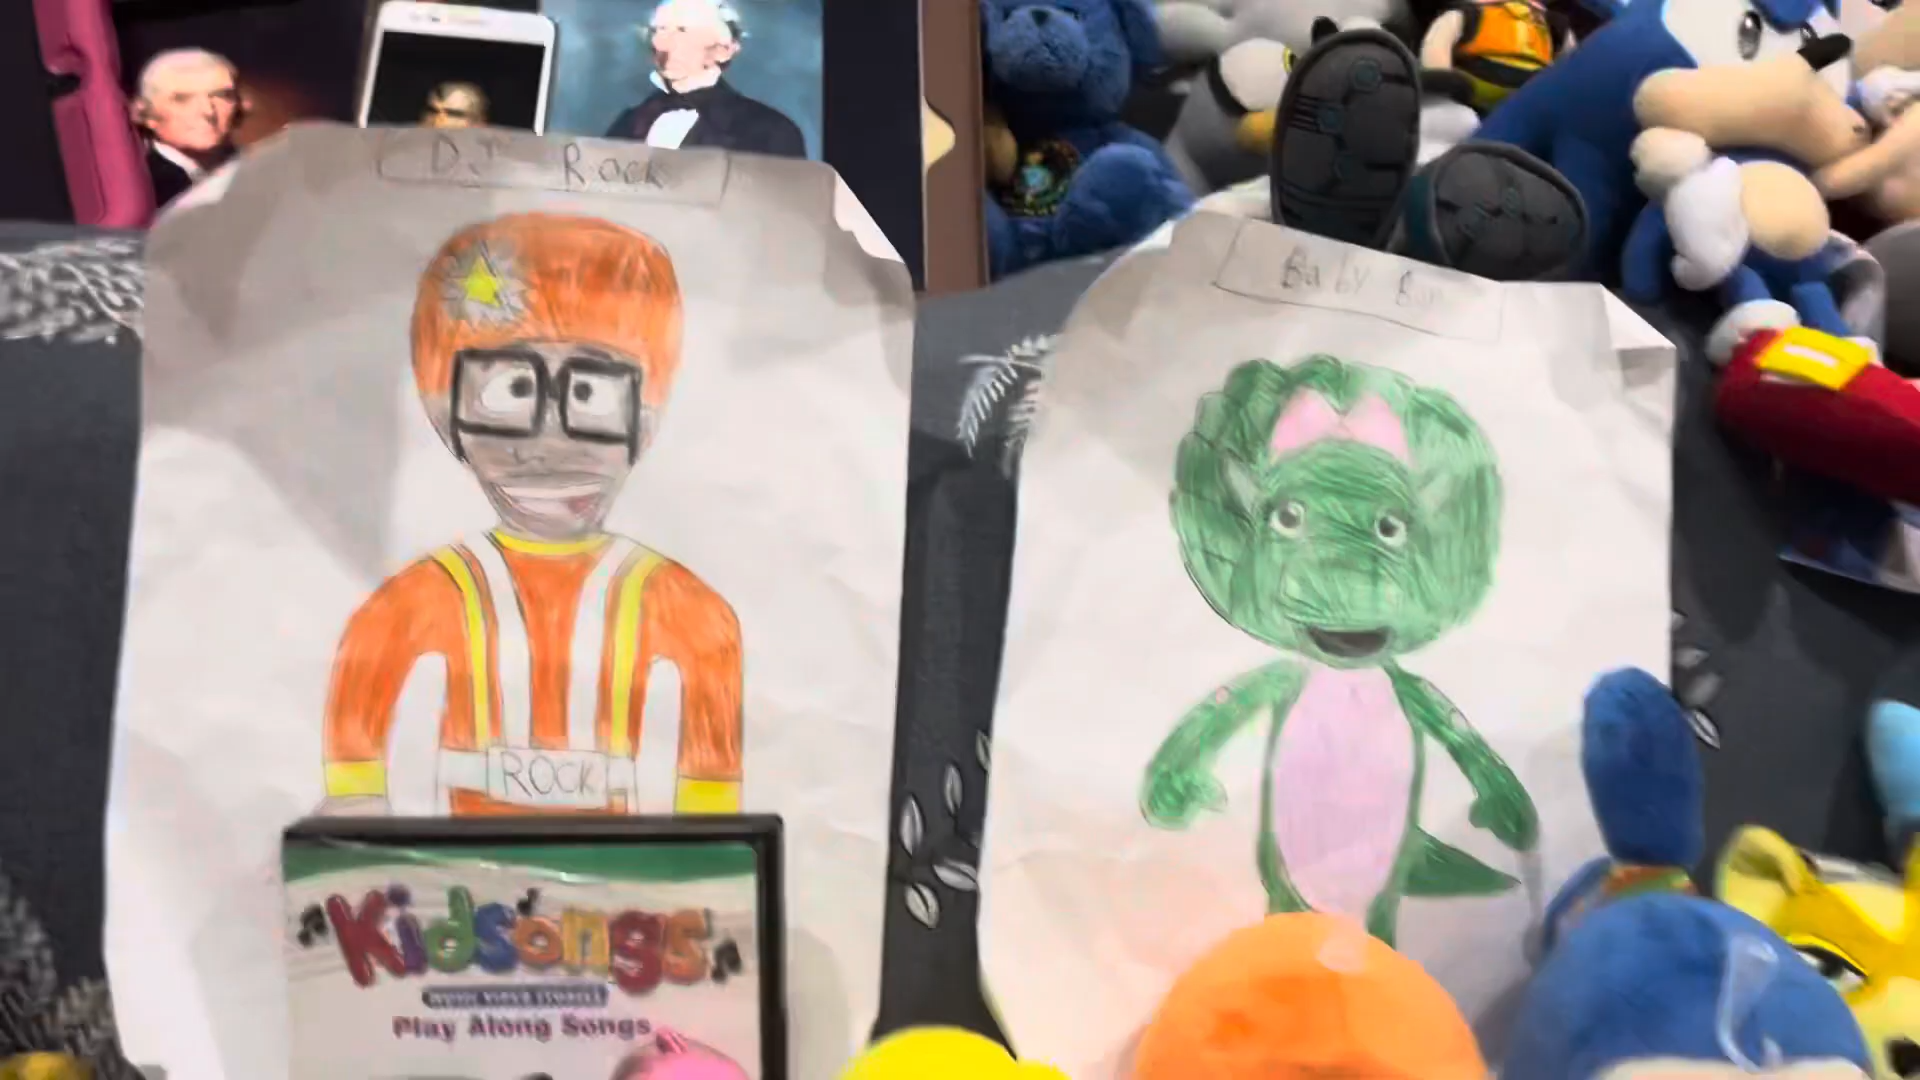 DJ Rock
Baby Bop
ROCK
Kidsongs
Play Along Songs